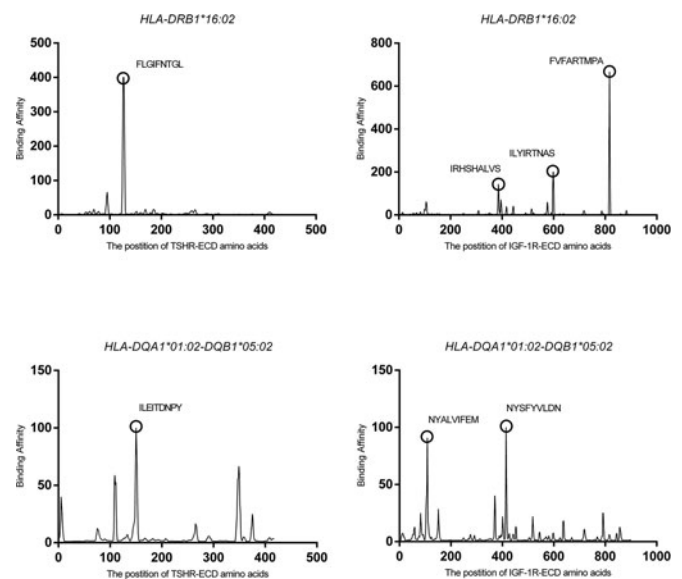 HLA-DRB1*16:02
500
400
300
200
100
0
Binding Affinity
FLGIFNTGL
0 100 200 300 400 500
The postition of TSHR-ECD amino acids
HLA-DRB1*16:02
800
600
400
200
0
Binding Affinity
FVFARTMPA
ILYIRTNAS
IRHSHALVS
0 200 400 600 800 1000
The postition of IGF-1R-ECD amino acids
HLA-DQA1*01:02-DQB1*05:02
150
100
50
0
Binding Affinity
ILEITDNPY
0 100 200 300 400 500
The postition of TSHR-ECD amino acids
HLA-DQA1*01:02-DQB1*05:02
150
100
50
0
Binding Affinity
NYALVIFEM
NYSFYVLDN
0 200 400 600 800 1000
The postition of IGF-1R-ECD amino acids